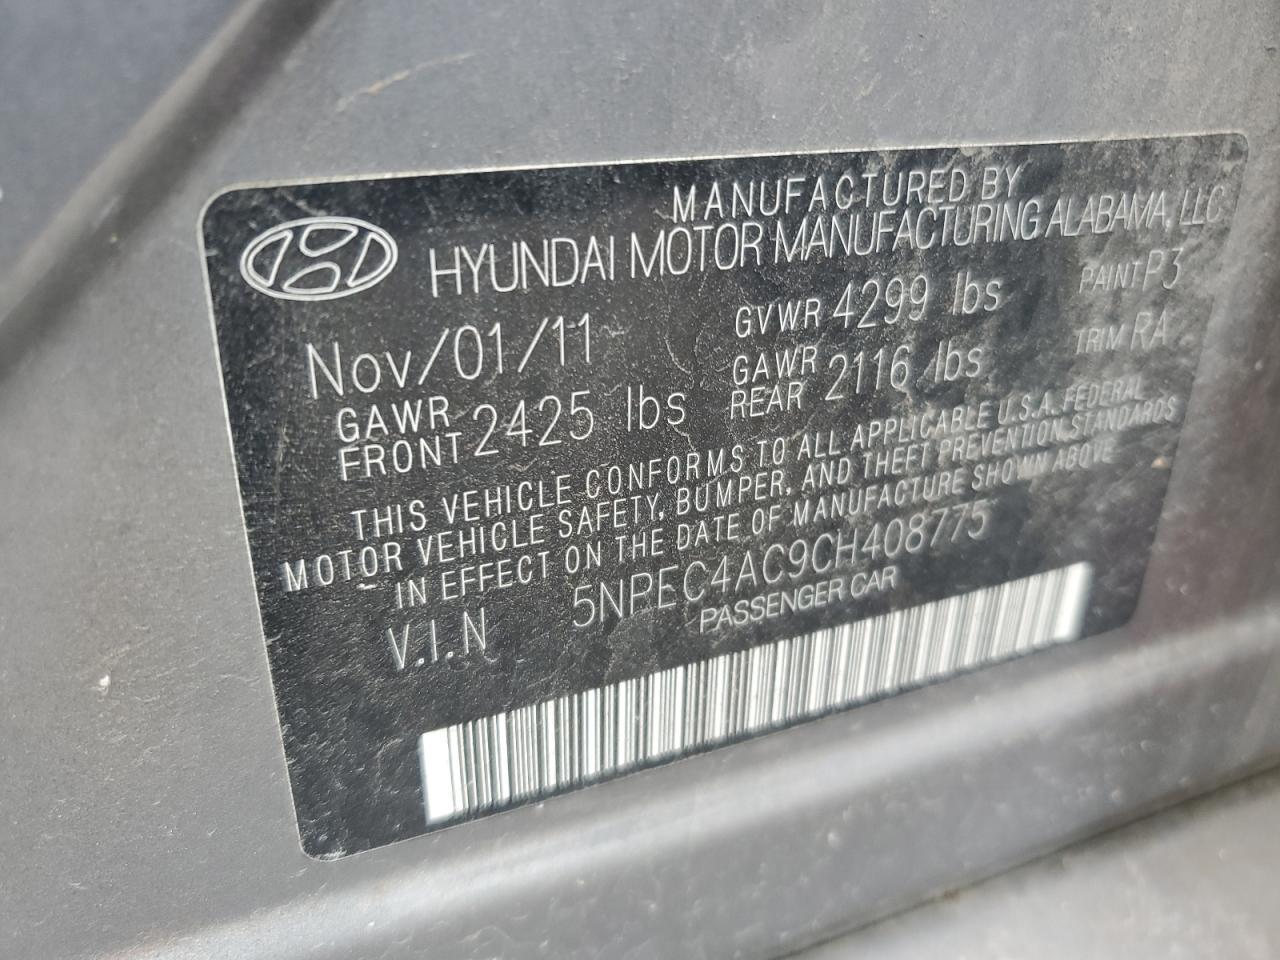 MANUFACTURED BY
HYUNDAI MOTOR MANUFACTURING ALABAMA, LLC
Nov/01/11 GVWR 4299 lbs PAINT P3
GAWR FRONT 2425 lbs GAWR REAR 2116 lbs TRIM RA
THIS VEHICLE CONFORMS TO ALL APPLICABLE U.S.A. FEDERAL
MOTOR VEHICLE SAFETY, BUMPER, AND THEFT PREVENTION STANDARDS
IN EFFECT ON THE DATE OF MANUFACTURE SHOWN ABOVE
V.I.N 5NPEC4AC9CH408775
PASSENGER CAR